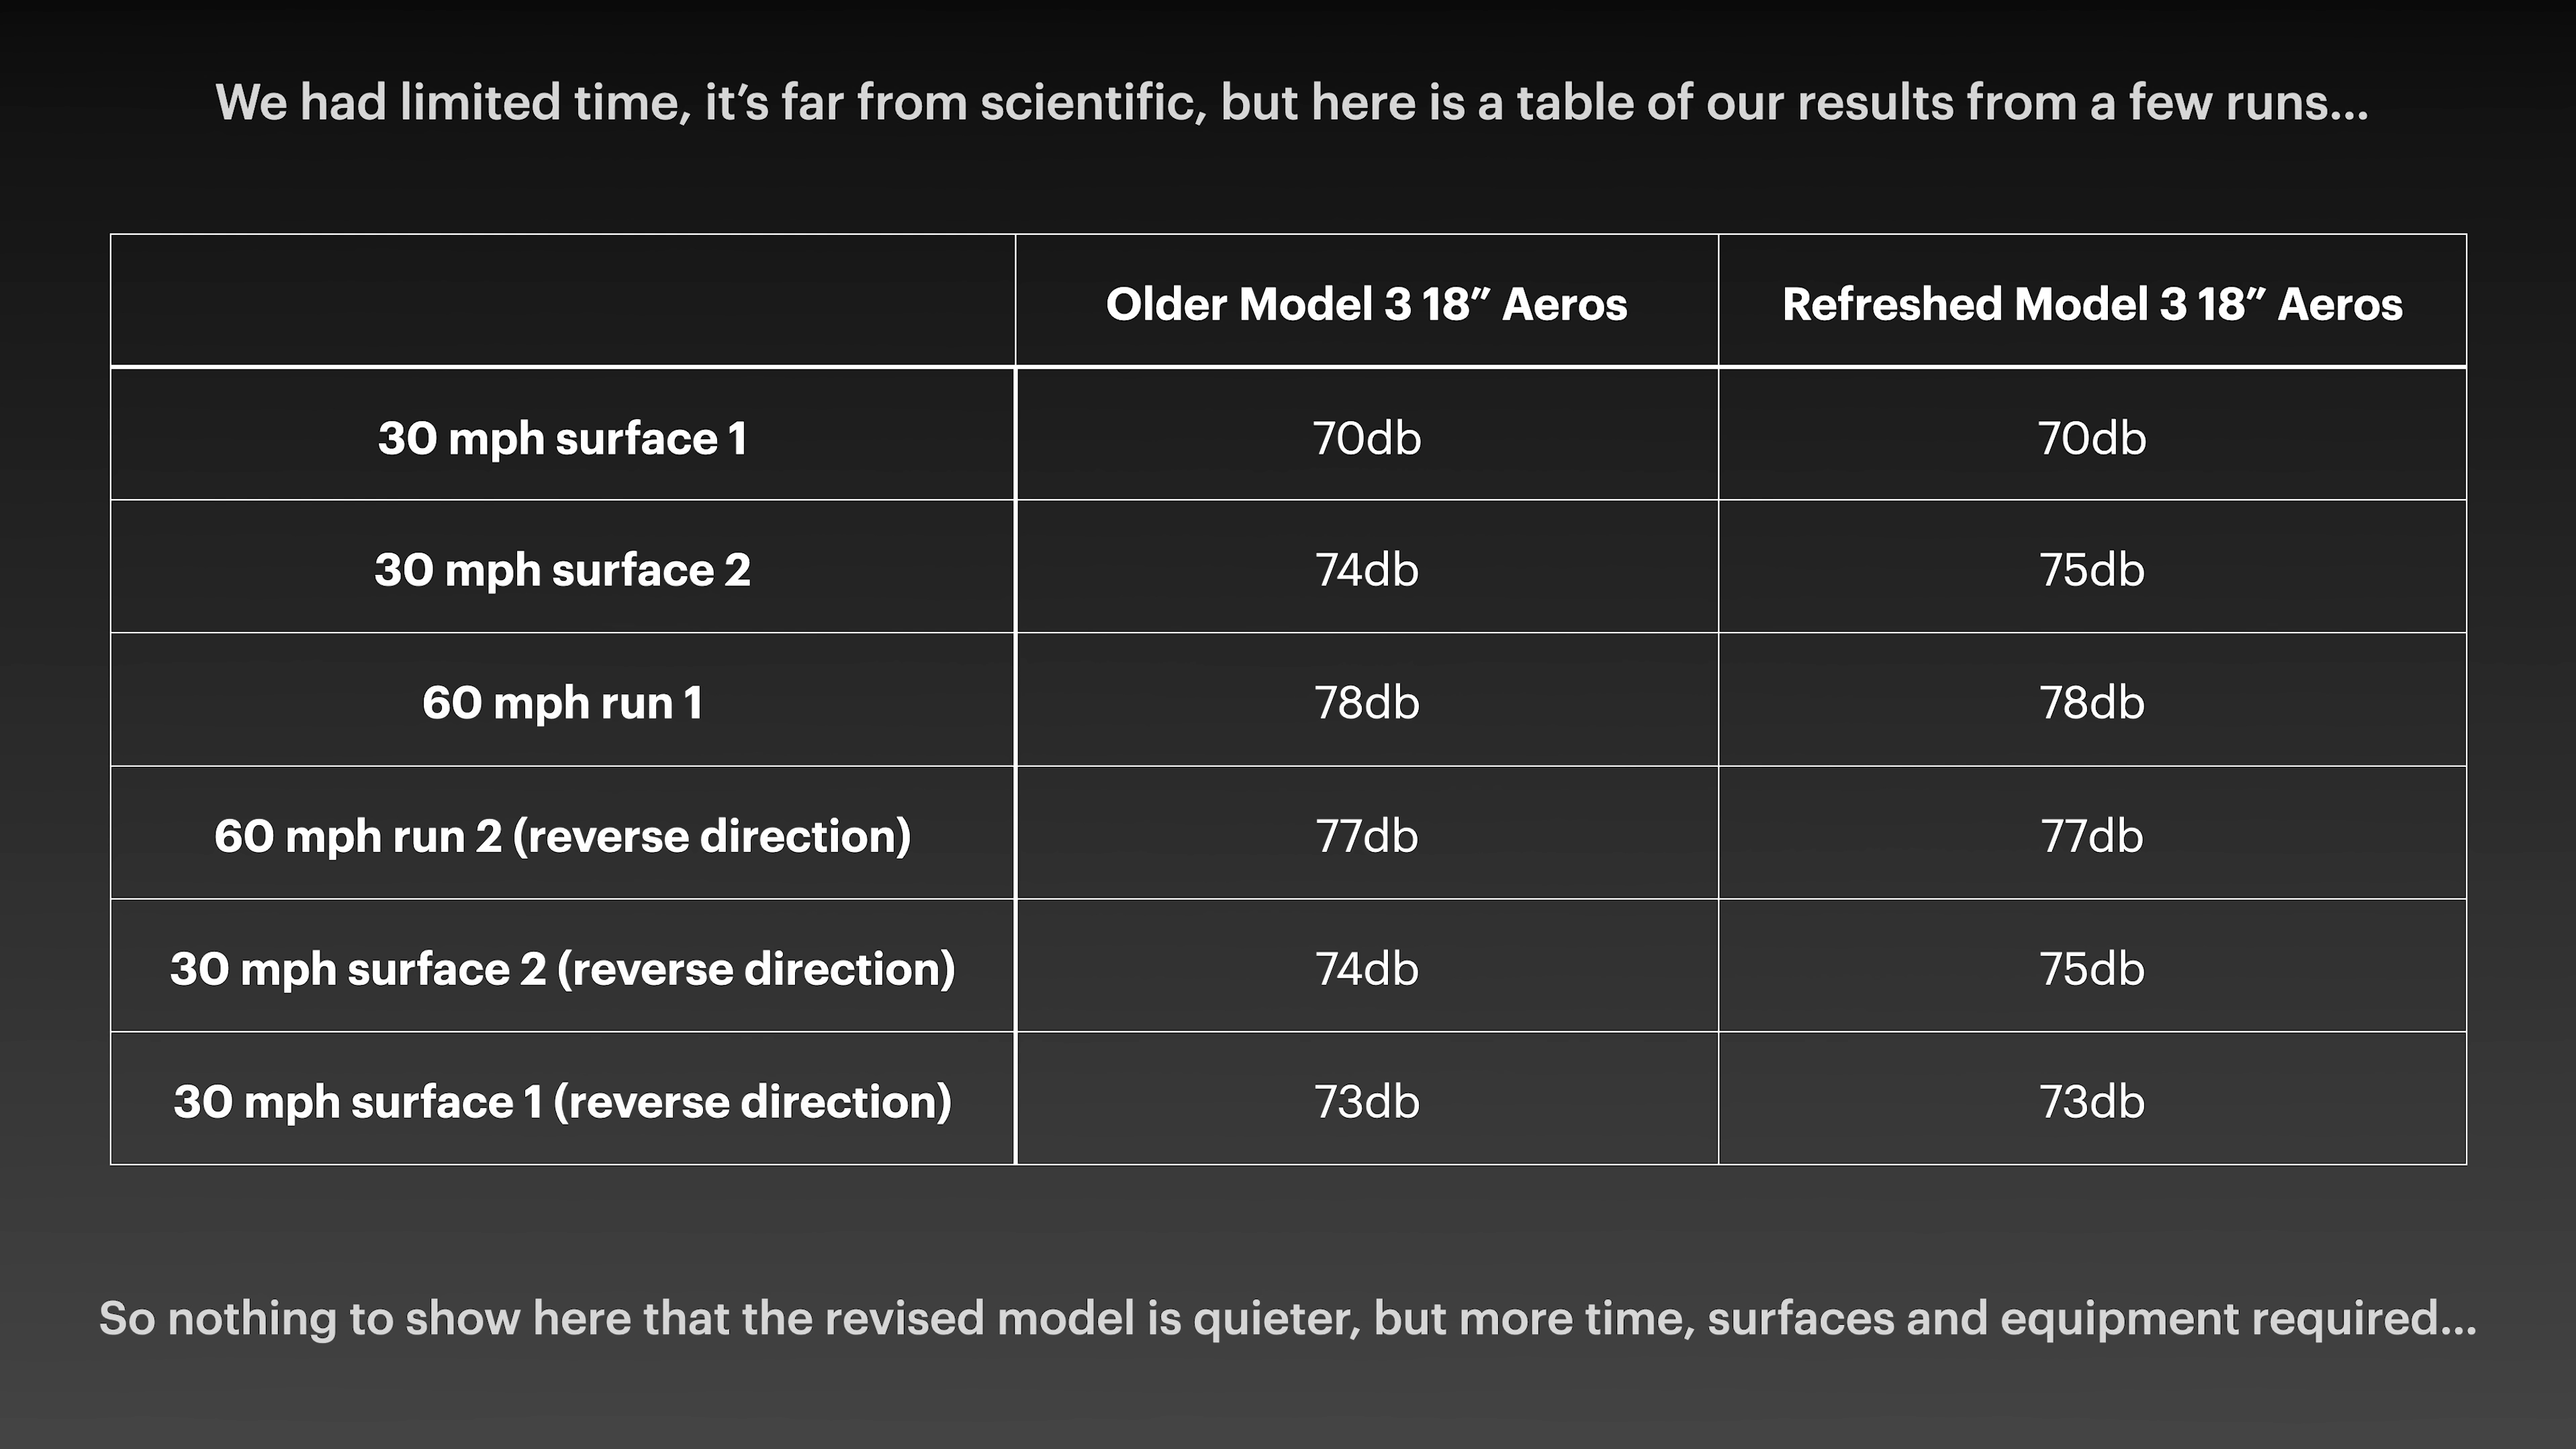 We had limited time, it’s far from scientific, but here is a table of our results from a few runs...
Older Model 3 18” Aeros Refreshed Model 3 18” Aeros
30 mph surface 1 70db 70db
30 mph surface 2 74db 75db
60 mph run 1 78db 78db
60 mph run 2 (reverse direction) 77db 77db
30 mph surface 2 (reverse direction) 74db 75db
30 mph surface 1 (reverse direction) 73db 73db
So nothing to show here that the revised model is quieter, but more time, surfaces and equipment required...